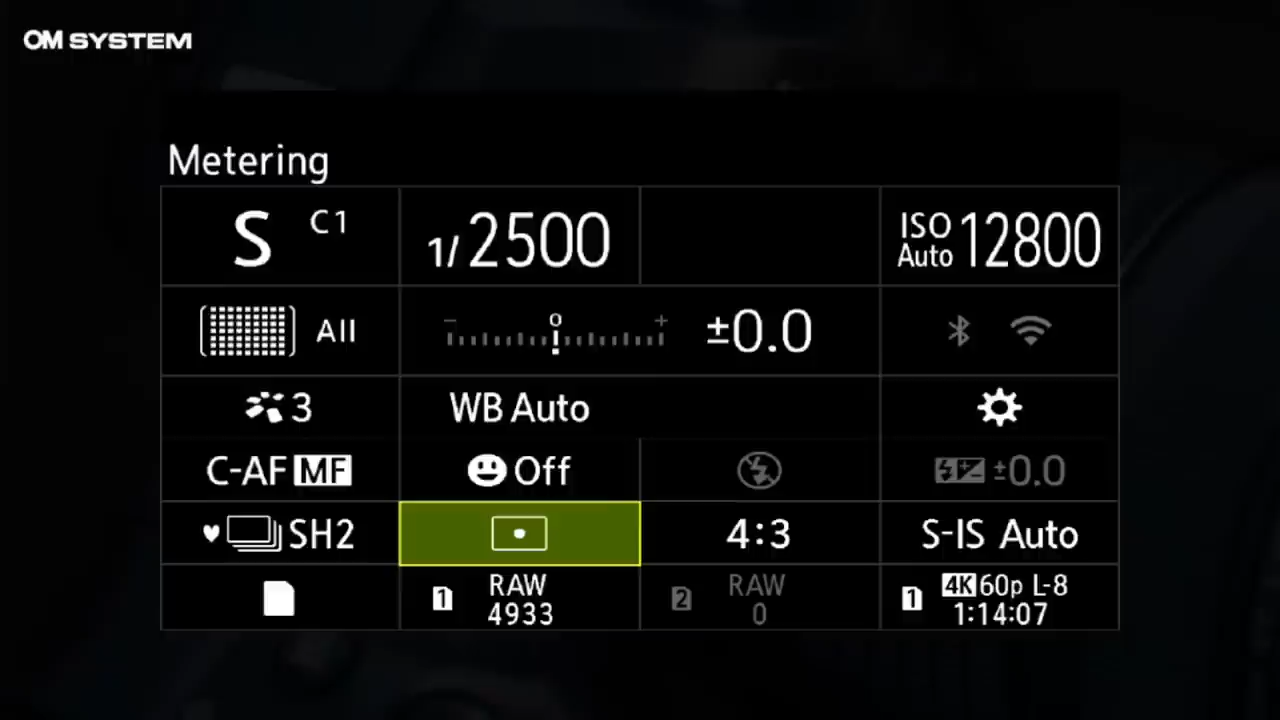 OM SYSTEM
Metering
S C1 1/2500 ISO Auto 12800
All − 0 + ±0.0
3 WB Auto
C-AF MF Off ±0.0
SH2 4:3 S-IS Auto
1 RAW 4933 2 RAW 0 1 4K 60p L-8 1:14:07